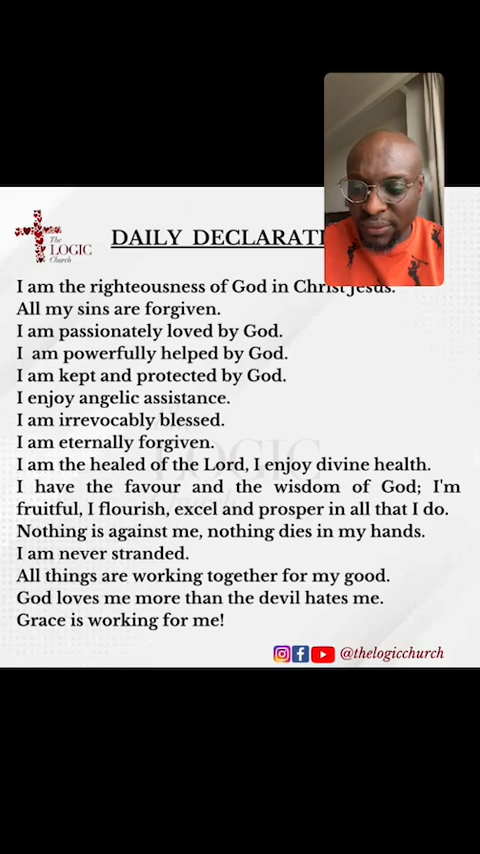 The
LOGIC
Church
DAILY DECLARATI
I am the righteousness of God in Christ Jesus.
All my sins are forgiven.
I am passionately loved by God.
I am powerfully helped by God.
I am kept and protected by God.
I enjoy angelic assistance.
I am irrevocably blessed.
I am eternally forgiven.
I am the healed of the Lord, I enjoy divine health.
I have the favour and the wisdom of God; I'm
fruitful, I flourish, excel and prosper in all that I do.
Nothing is against me, nothing dies in my hands.
I am never stranded.
All things are working together for my good.
God loves me more than the devil hates me.
Grace is working for me!
@thelogicchurch